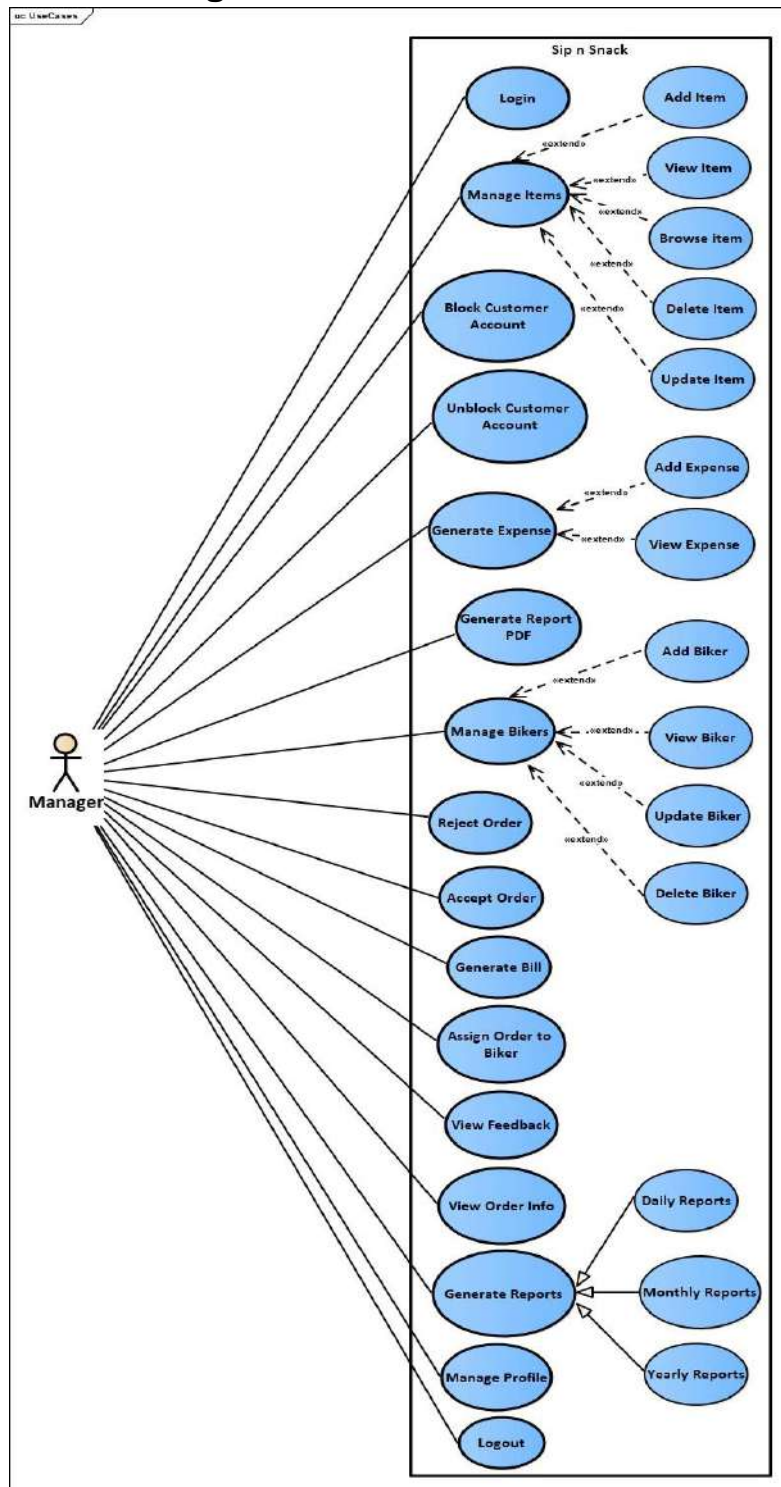 uc UseCases
Sip n Snack
Login
Add Item
«extend»
View Item
«extend»
Manage Items
«extend»
Browse item
«extend»
Block Customer
Account
Delete Item
«extend»
Update Item
Unblock Customer
Account
Add Expense
«extend»
Generate Expense
«extend»
View Expense
Generate Report
PDF
Add Biker
«extend»
Manage Bikers
«extend»
View Biker
«extend»
Manager
Reject Order
Update Biker
«extend»
Accept Order
Delete Biker
Generate Bill
Assign Order to
Biker
View Feedback
View Order Info
Daily Reports
Generate Reports
Monthly Reports
Manage Profile
Yearly Reports
Logout